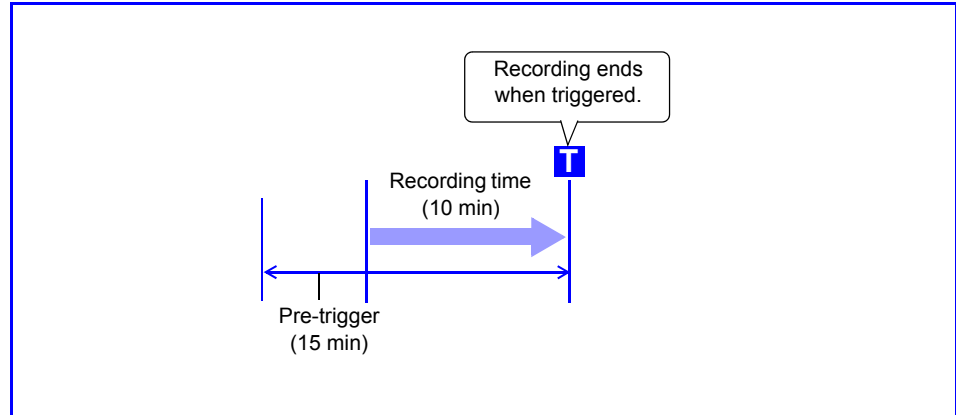 Recording ends
when triggered.
T
Recording time
(10 min)
Pre-trigger
(15 min)